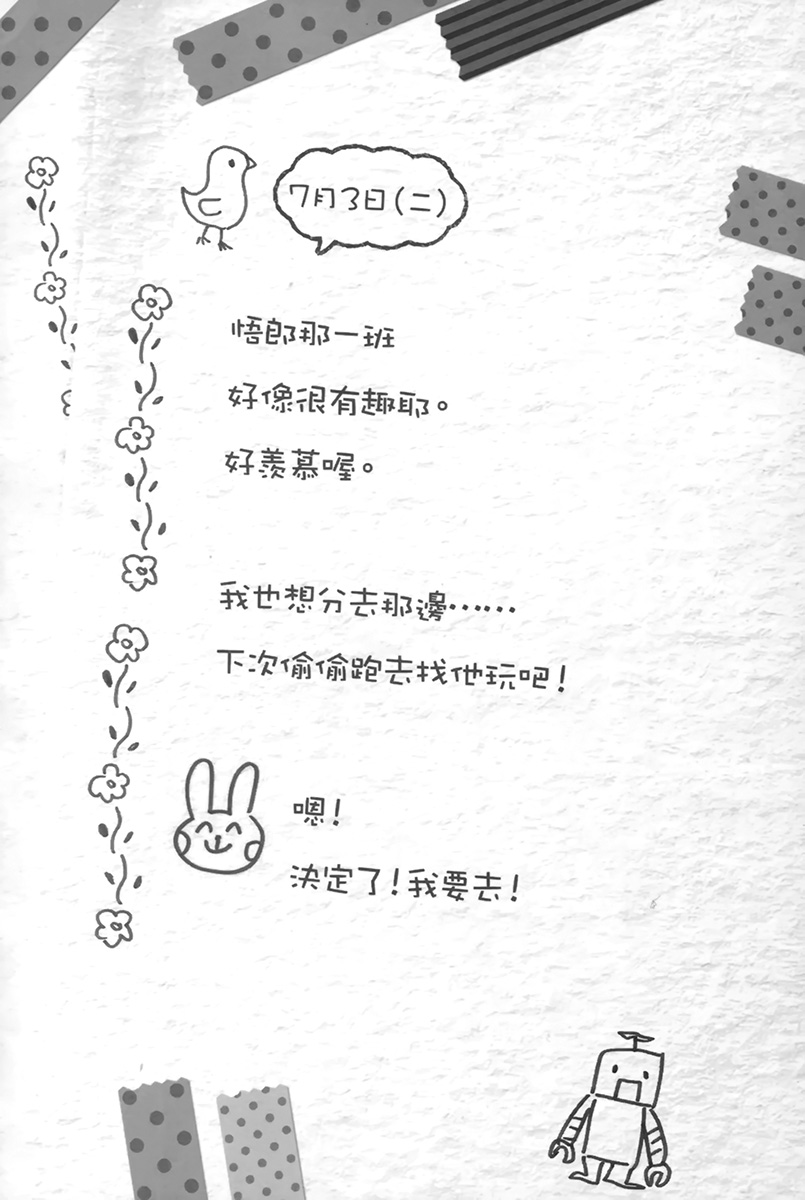 7月3日(二)
悟郎那一班
好像很有趣耶。
好羨慕喔。
我也想分去那邊……
下次偷偷跑去找他玩吧！
嗯！
決定了！我要去！